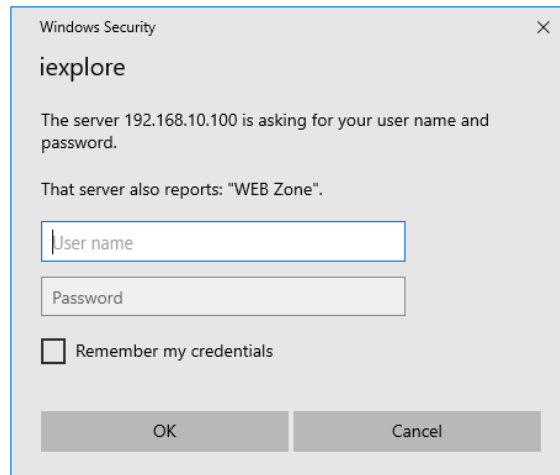 Windows Security
iexplore
The server 192.168.10.100 is asking for your user name and
password.
That server also reports: "WEB Zone".
User name
Password
Remember my credentials
OK
Cancel